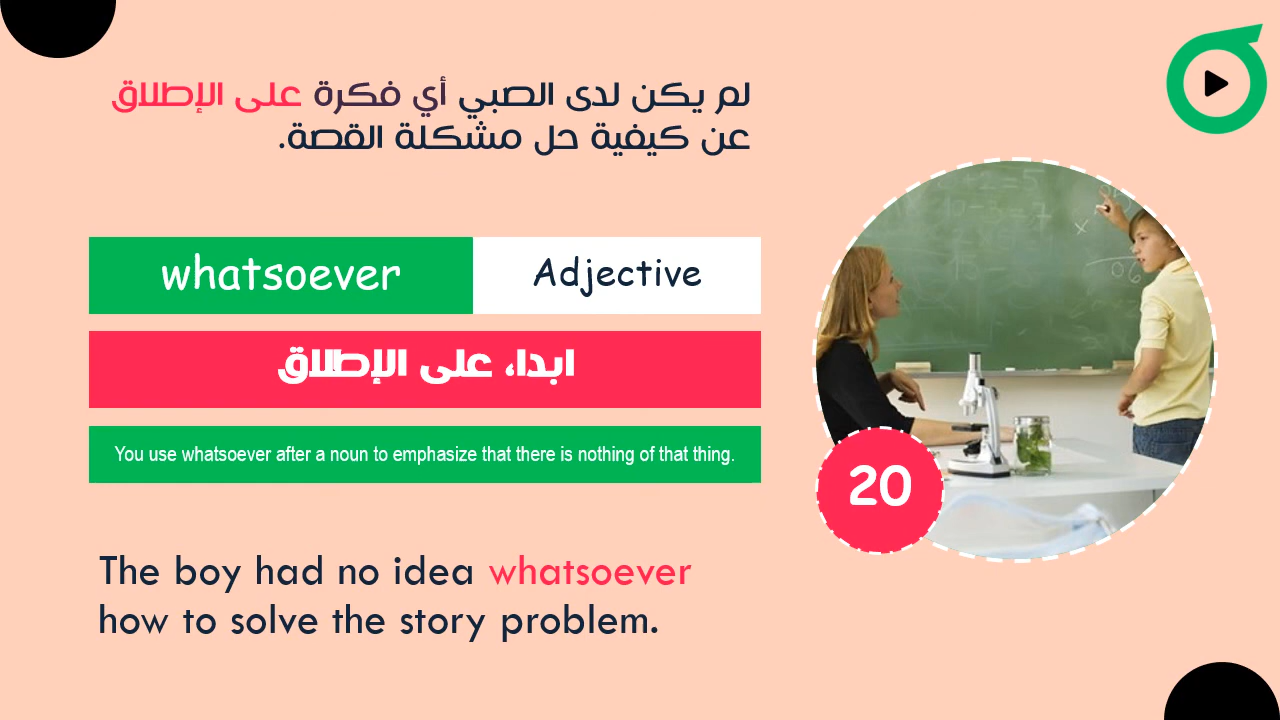 لم يكن لدى الصبي أي فكرة على الإطلاق
عن كيفية حل مشكلة القصة.
whatsoever
Adjective
ابدا، على الإطلاق
You use whatsoever after a noun to emphasize that there is nothing of that thing.
20
The boy had no idea whatsoever
how to solve the story problem.